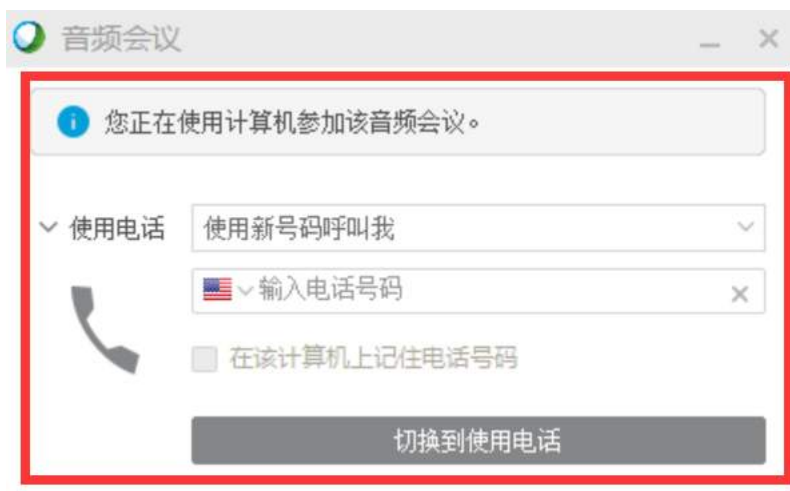 音频会议
您正在使用计算机参加该音频会议。
使用电话 使用新号码呼叫我
输入电话号码
在该计算机上记住电话号码
切换到使用电话